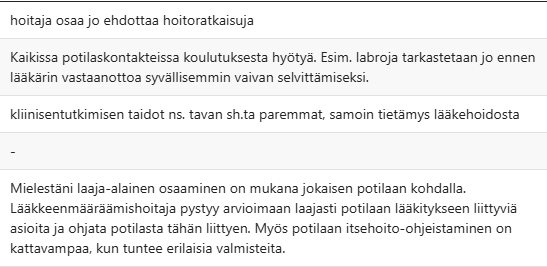 hoitaja osaa jo ehdottaa hoitoratkaisuja
Kaikissa potilaskontakteissa koulutuksesta hyötyä. Esim. labroja tarkastetaan jo ennen
lääkärin vastaanottoa syvällisemmin vaivan selvittämiseksi.
kliinisentutkimisen taidot ns. tavan sh.ta paremmat, samoin tietämys lääkehoidosta
-
Mielestäni laaja-alainen osaaminen on mukana jokaisen potilaan kohdalla.
Lääkkeenmääräämishoitaja pystyy arvioimaan laajasti potilaan lääkitykseen liittyviä
asioita ja ohjata potilasta tähän liittyen. Myös potilaan itsehoito-ohjeistaminen on
kattavampaa, kun tuntee erilaisia valmisteita.